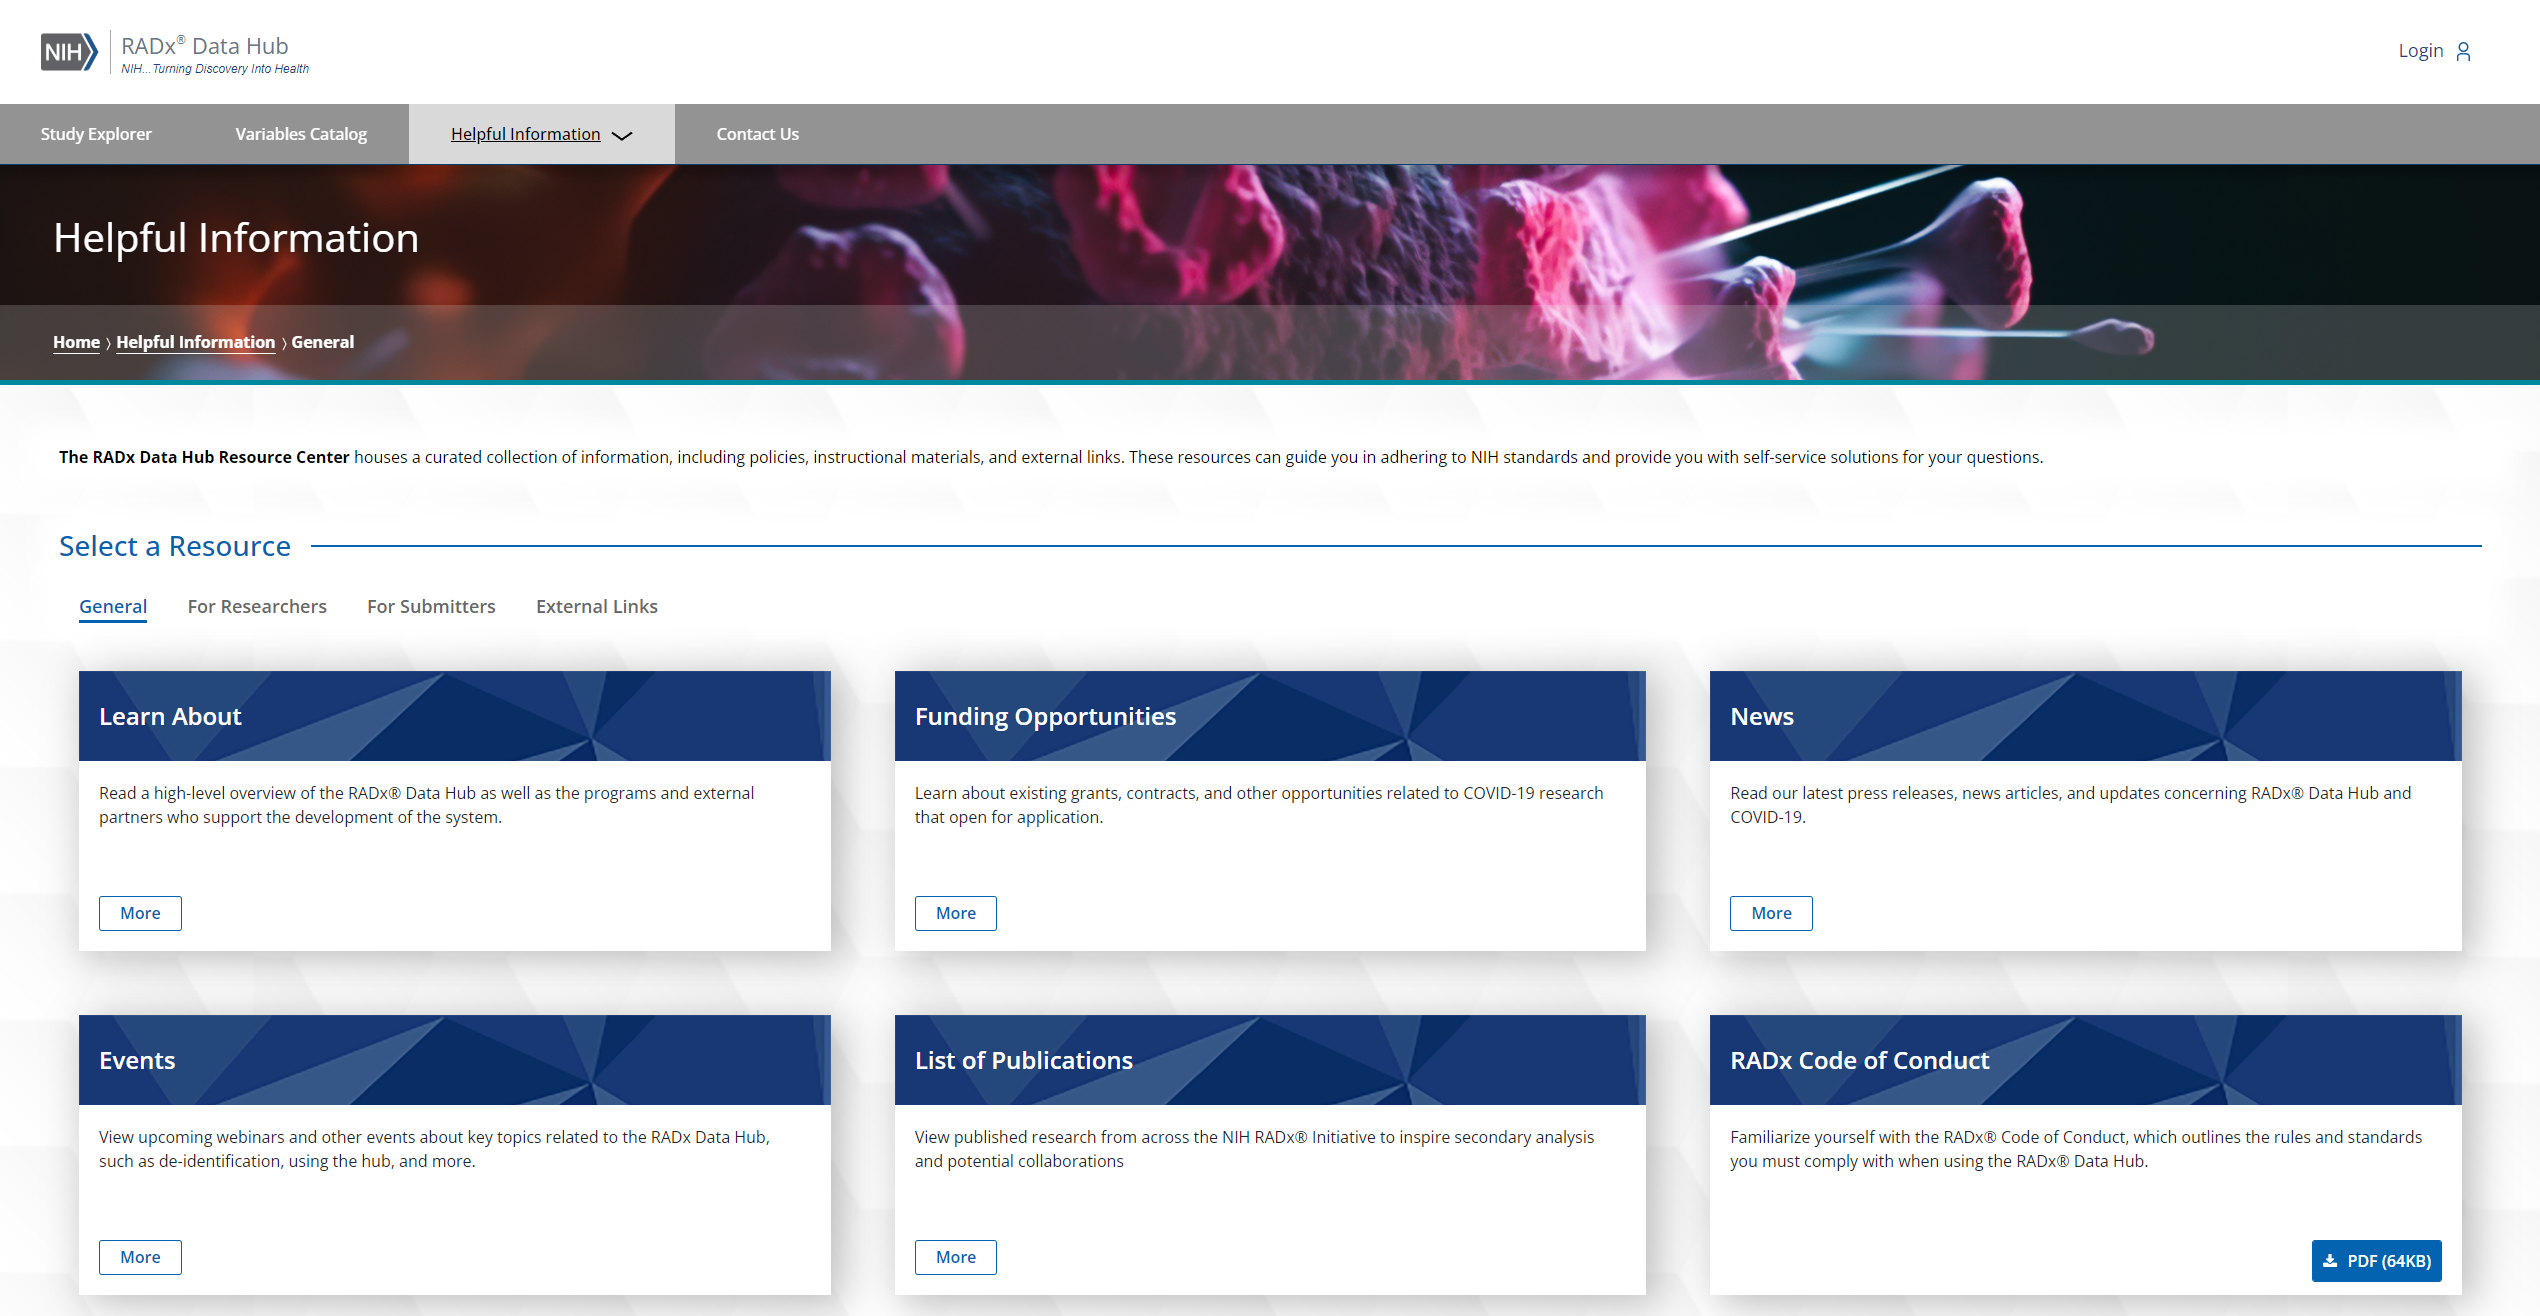 NIH
RADx® Data Hub
NIH...Turning Discovery Into Health
Login
Study Explorer
Variables Catalog
Helpful Information
Contact Us
Helpful Information
Home 〉 Helpful Information 〉 General
The RADx Data Hub Resource Center houses a curated collection of information, including policies, instructional materials, and external links. These resources can guide you in adhering to NIH standards and provide you with self-service solutions for your questions.
Select a Resource
General
For Researchers
For Submitters
External Links
Learn About
Read a high-level overview of the RADx® Data Hub as well as the programs and external
partners who support the development of the system.
More
Funding Opportunities
Learn about existing grants, contracts, and other opportunities related to COVID-19 research
that open for application.
More
News
Read our latest press releases, news articles, and updates concerning RADx® Data Hub and
COVID-19.
More
Events
View upcoming webinars and other events about key topics related to the RADx Data Hub,
such as de-identification, using the hub, and more.
More
List of Publications
View published research from across the NIH RADx® Initiative to inspire secondary analysis
and potential collaborations
More
RADx Code of Conduct
Familiarize yourself with the RADx® Code of Conduct, which outlines the rules and standards
you must comply with when using the RADx® Data Hub.
PDF (64KB)